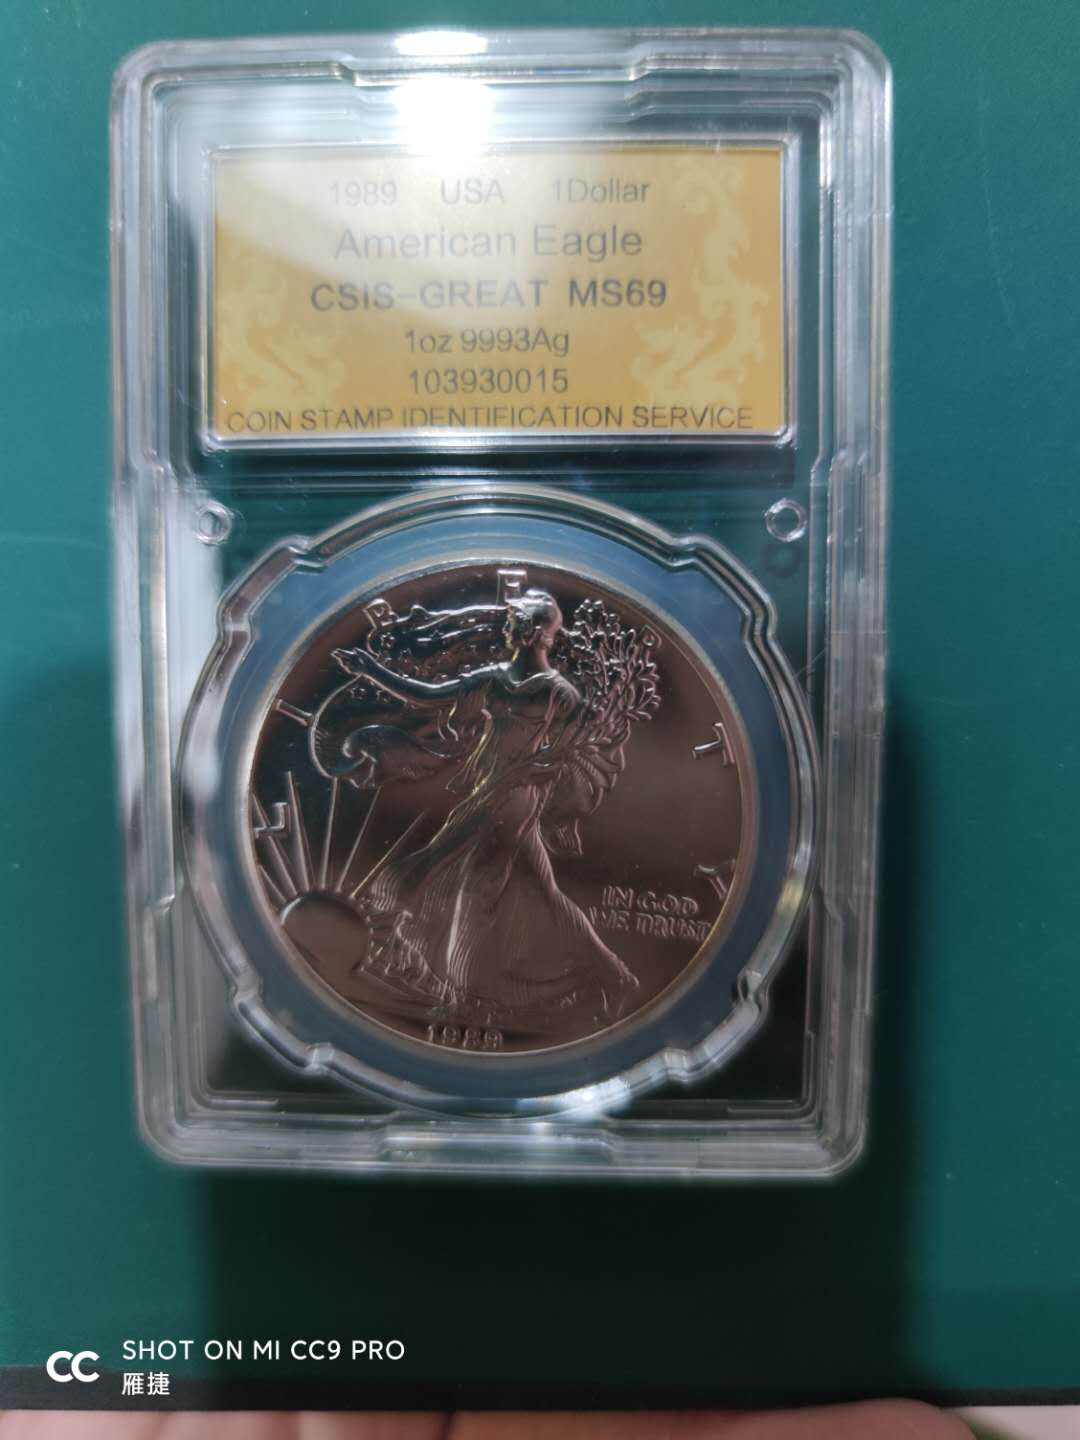 1989 USA 1Dollar
American Eagle
CSIS-GREAT MS69
1oz 9993Ag
103930015
COIN STAMP IDENTIFICATION SERVICE
LIBERTY
IN GOD
WE TRUST
1989
CC SHOT ON MI CC9 PRO
雁捷